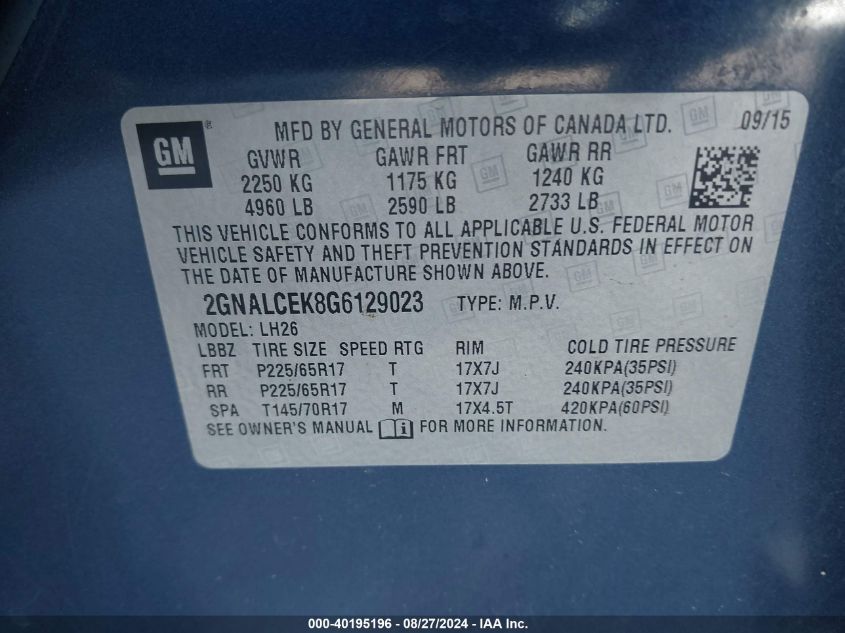 GM®
MFD BY GENERAL MOTORS OF CANADA LTD. 09/15
GVWR GAWR FRT GAWR RR
2250 KG 1175 KG 1240 KG
4960 LB 2590 LB 2733 LB
THIS VEHICLE CONFORMS TO ALL APPLICABLE U.S. FEDERAL MOTOR
VEHICLE SAFETY AND THEFT PREVENTION STANDARDS IN EFFECT ON
THE DATE OF MANUFACTURE SHOWN ABOVE.
2GNALCEK8G6129023 TYPE: M.P.V.
MODEL: LH26
LBBZ TIRE SIZE SPEED RTG RIM COLD TIRE PRESSURE
FRT P225/65R17 T 17X7J 240KPA(35PSI)
RR P225/65R17 T 17X7J 240KPA(35PSI)
SPA T145/70R17 M 17X4.5T 420KPA(60PSI)
SEE OWNER'S MANUAL i FOR MORE INFORMATION.
000-40195196 - 08/27/2024 - IAA Inc.